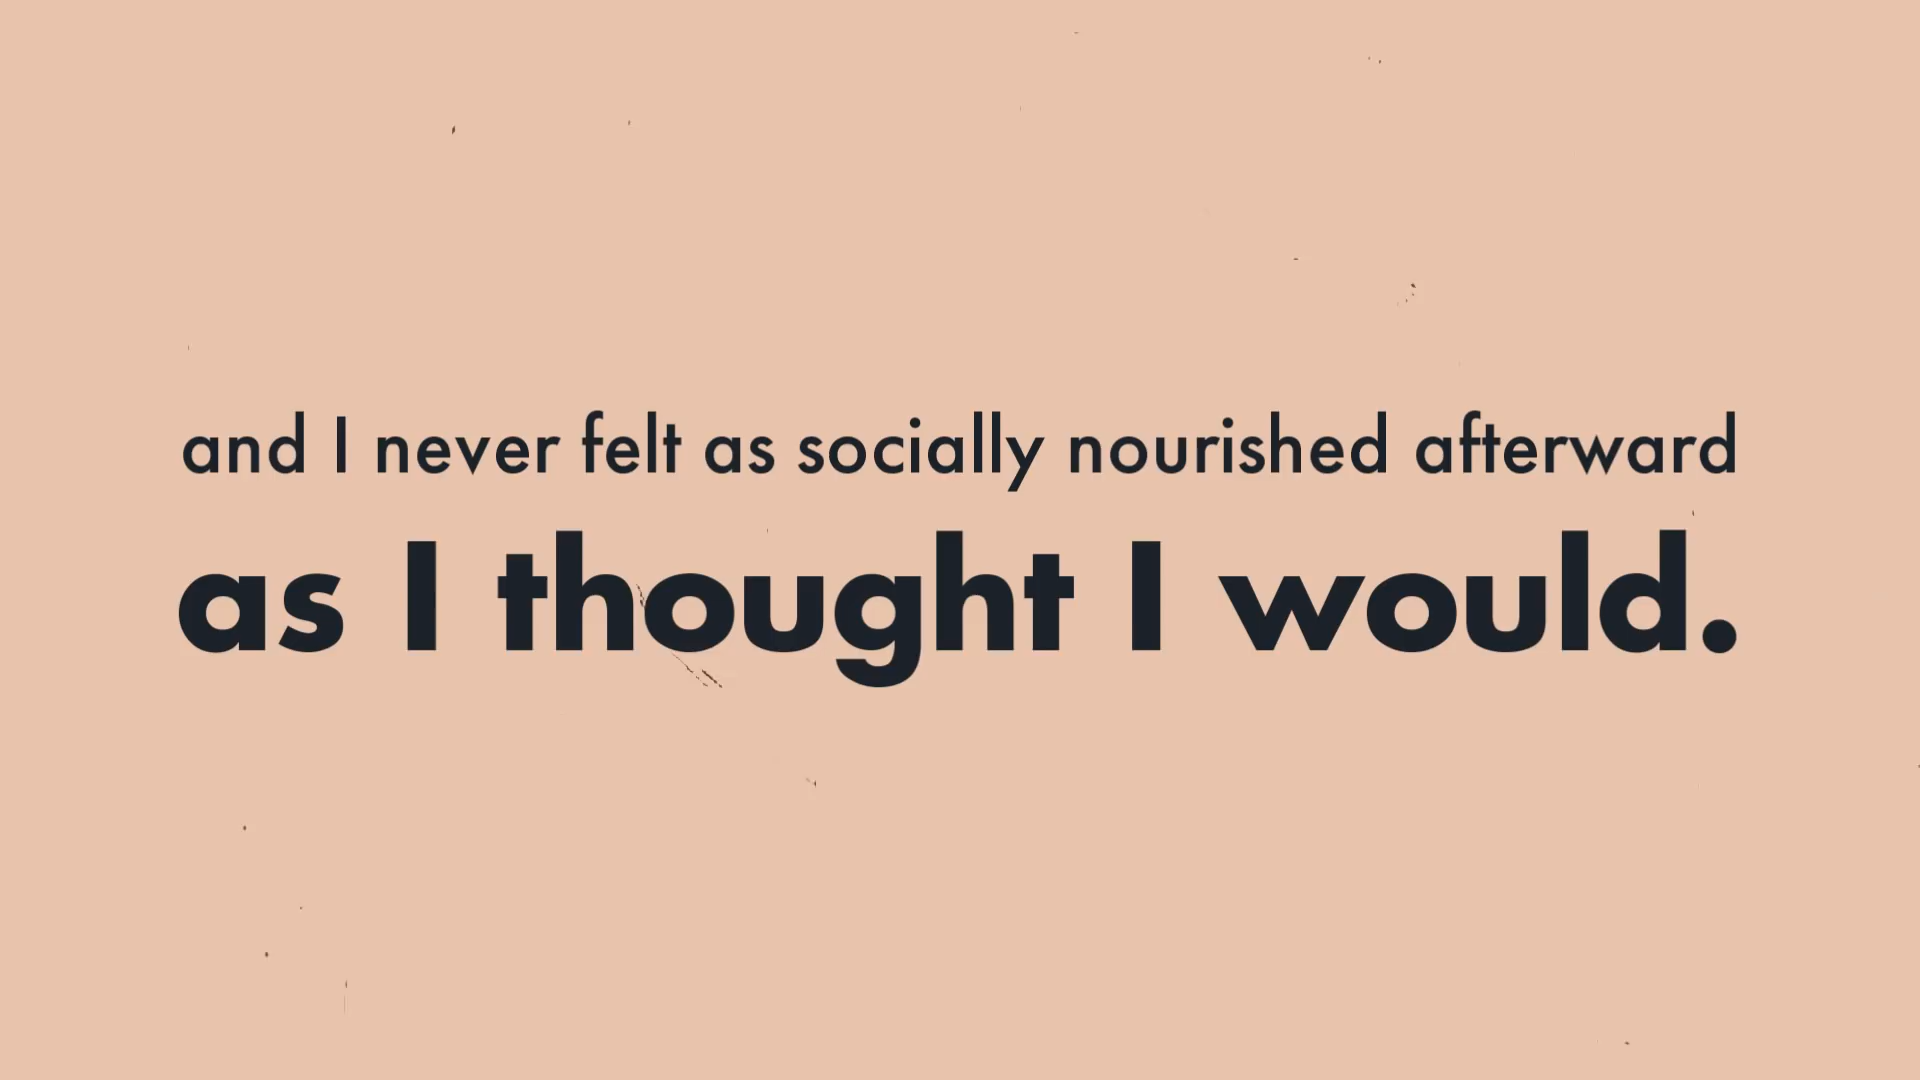 and I never felt as socially nourished afterward
as I thought I would.